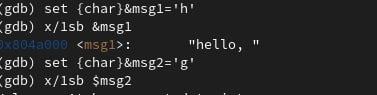 (gdb) set {char}&msg1='h'
(gdb) x/1sb &msg1
0x804a000 <msg1>: "hello, "
(gdb) set {char}&msg2='g'
(gdb) x/1sb $msg2